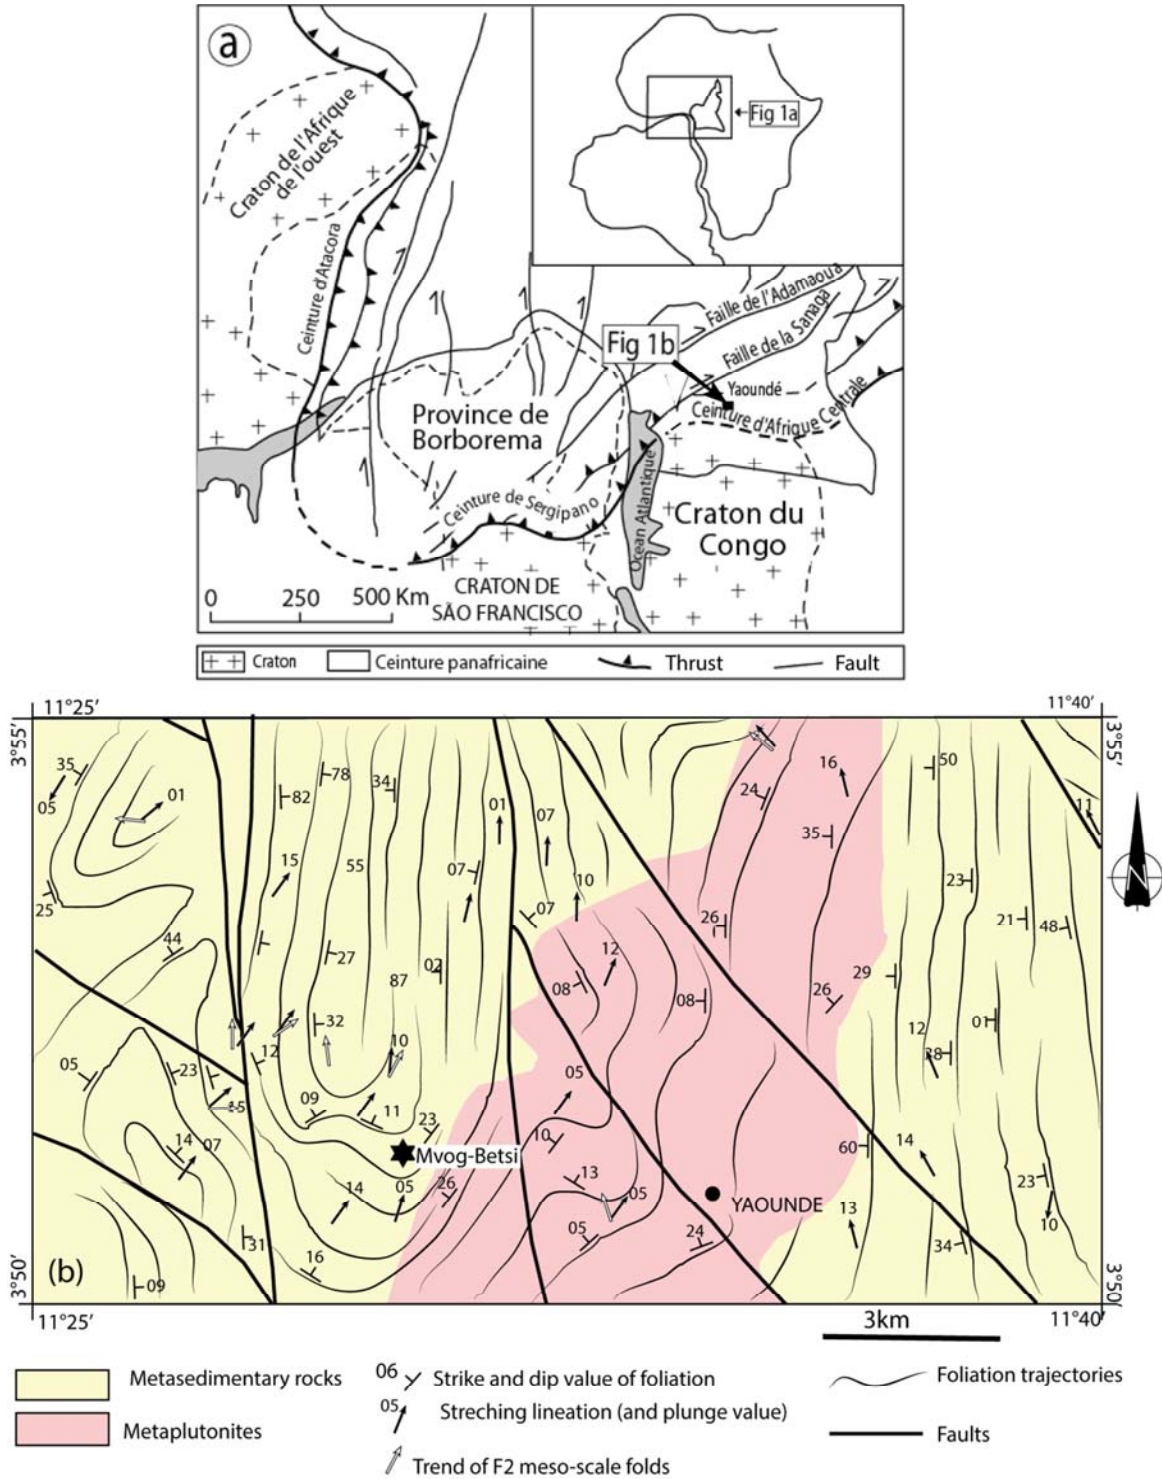 a
Fig 1a
Craton de l'Afrique
de l'ouest
Ceinture d'Atacora
Faille de l'Adamaoua
Faille de la Sanaga
Fig 1b
Yaoundé
Ceinture d'Afrique Centrale
Province de
Borborema
Ceinture de Sergipano
Ocean Atlantique
Craton du
Congo
CRATON DE
SÃO FRANCISCO
0 250 500 Km
Craton Ceinture panafricaine Thrust Fault
11°25' 11°40'
3°55' 3°55'
35 05 01 82 78 34 01 07 24 16 50 11
15 55 07 35
25 10 07 23
44 27 02 87 12 26 21 48
08 08 26 29
32 10 12 01 38
05 23 12 05
15 09 11 23
14 07 10 60 14
Mvog-Betsi
14 05 26 13 05 23
YAOUNDE
31 16 05 24 13 34 10
09
(b)
3°50' 3°50'
11°25' 11°40'
3km
N
Metasedimentary rocks
06 Strike and dip value of foliation
Foliation trajectories
Metaplutonites
05 Streching lineation (and plunge value)
Faults
Trend of F2 meso-scale folds